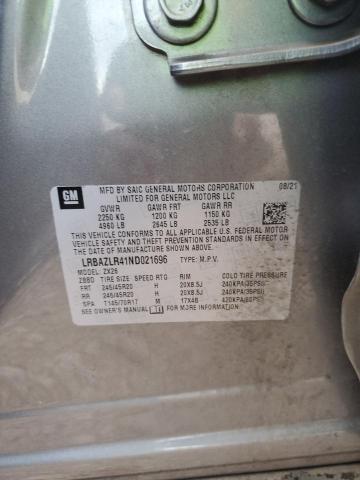 GM
MFD BY SAIC GENERAL MOTORS CORPORATION 08/21
LIMITED FOR GENERAL MOTORS LLC
GVWR GAWR FRT GAWR RR
2250 KG 1200 KG 1150 KG
4960 LB 2645 LB 2535 LB
THIS VEHICLE CONFORMS TO ALL APPLICABLE U.S. FEDERAL MOTOR
VEHICLE SAFETY AND THEFT PREVENTION STANDARDS IN EFFECT ON THE DATE OF
MANUFACTURE SHOWN ABOVE.
LRBAZLR41ND021696 TYPE: M.P.V.
MODEL: ZX26
ZBBD TIRE SIZE SPEED RTG RIM COLD TIRE PRESSURE
FRT 245/45R20 H 20X8.5J 240KPA(35PSI)
RR 245/45R20 H 20X8.5J 240KPA(35PSI)
SPA T145/70R17 M 17X4B 420KPA(60PSI)
SEE OWNER'S MANUAL FOR MORE INFORMATION.